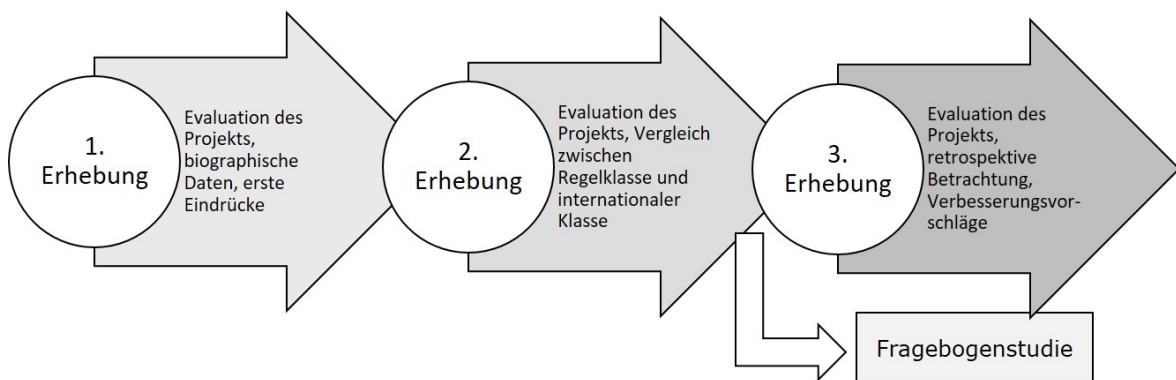 1.
Erhebung
Evaluation des
Projekts,
biographische
Daten, erste
Eindrücke
2.
Erhebung
Evaluation des
Projekts, Vergleich
zwischen
Regelklasse und
internationaler
Klasse
3.
Erhebung
Evaluation des
Projekts,
retrospektive
Betrachtung,
Verbesserungsvor-
schläge
Fragebogenstudie